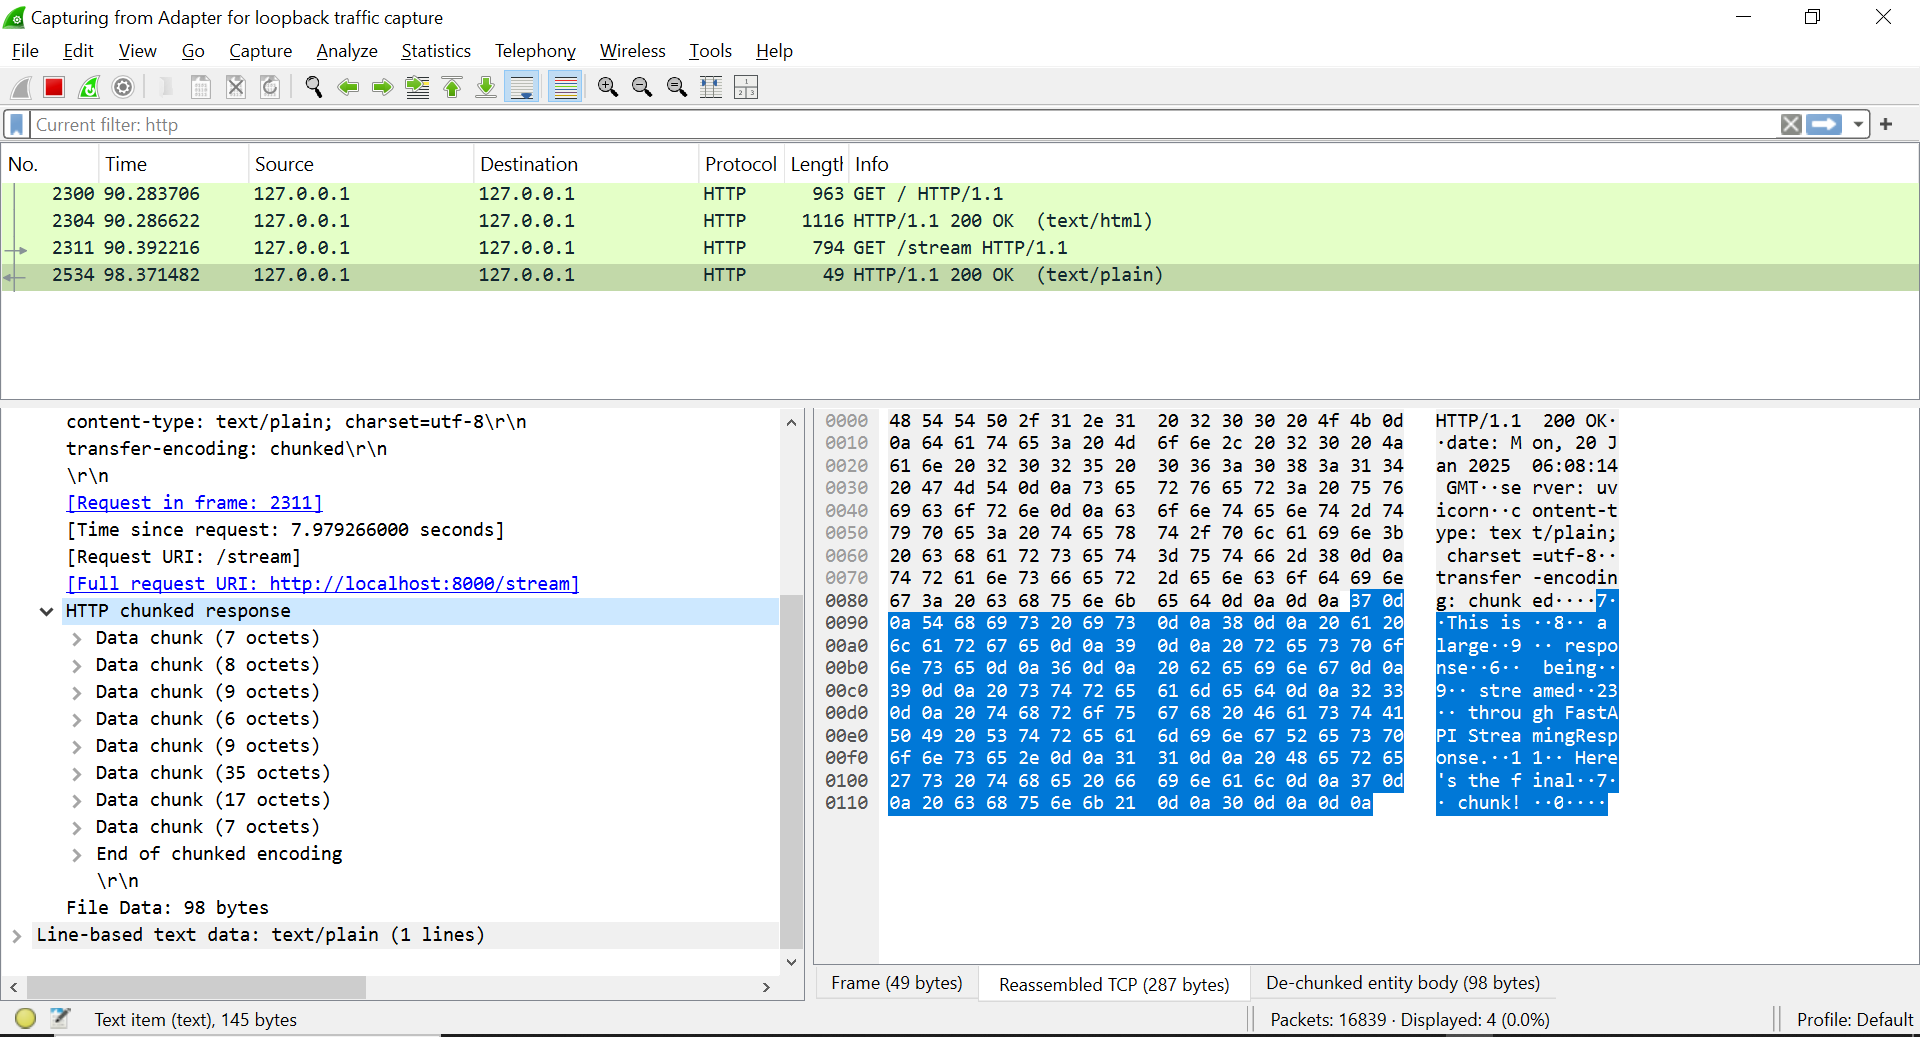 Capturing from Adapter for loopback traffic capture
File Edit View Go Capture Analyze Statistics Telephony Wireless Tools Help
Current filter: http
No. Time Source Destination Protocol Lengtl Info
2300 90.283706 127.0.0.1 127.0.0.1 HTTP 963 GET / HTTP/1.1
2304 90.286622 127.0.0.1 127.0.0.1 HTTP 1116 HTTP/1.1 200 OK (text/html)
2311 90.392216 127.0.0.1 127.0.0.1 HTTP 794 GET /stream HTTP/1.1
2534 98.371482 127.0.0.1 127.0.0.1 HTTP 49 HTTP/1.1 200 OK (text/plain)
content-type: text/plain; charset=utf-8\r\n
transfer-encoding: chunked\r\n
\r\n
[Request in frame: 2311]
[Time since request: 7.979266000 seconds]
[Request URI: /stream]
[Full request URI: http://localhost:8000/stream]
HTTP chunked response
Data chunk (7 octets)
Data chunk (8 octets)
Data chunk (9 octets)
Data chunk (6 octets)
Data chunk (9 octets)
Data chunk (35 octets)
Data chunk (17 octets)
Data chunk (7 octets)
End of chunked encoding
\r\n
File Data: 98 bytes
Line-based text data: text/plain (1 lines)
0000 48 54 54 50 2f 31 2e 31 20 32 30 30 20 4f 4b 0d HTTP/1.1 200 OK·
0010 0a 64 61 74 65 3a 20 4d 6f 6e 2c 20 32 30 20 4a ·date: M on, 20 J
0020 61 6e 20 32 30 32 35 20 30 36 3a 30 38 3a 31 34 an 2025 06:08:14
0030 20 47 4d 54 0d 0a 73 65 72 76 65 72 3a 20 75 76 GMT··se rver: uv
0040 69 63 6f 72 6e 0d 0a 63 6f 6e 74 65 6e 74 2d 74 icorn··c ontent-t
0050 79 70 65 3a 20 74 65 78 74 2f 70 6c 61 69 6e 3b ype: tex t/plain;
0060 20 63 68 61 72 73 65 74 3d 75 74 66 2d 38 0d 0a charset =utf-8··
0070 74 72 61 6e 73 66 65 72 2d 65 6e 63 6f 64 69 6e transfer -encodin
0080 67 3a 20 63 68 75 6e 6b 65 64 0d 0a 0d 0a 37 0d g: chunk ed····7·
0090 0a 54 68 69 73 20 69 73 0d 0a 38 0d 0a 20 61 20 ·This is ··8·· a
00a0 6c 61 72 67 65 0d 0a 39 0d 0a 20 72 65 73 70 6f large··9 ·· respo
00b0 6e 73 65 0d 0a 36 0d 0a 20 62 65 69 6e 67 0d 0a nse··6·· being··
00c0 39 0d 0a 20 73 74 72 65 61 6d 65 64 0d 0a 32 33 9·· stre amed··23
00d0 0d 0a 20 74 68 72 6f 75 67 68 20 46 61 73 74 41 ·· throu gh FastA
00e0 50 49 20 53 74 72 65 61 6d 69 6e 67 52 65 73 70 PI Strea mingResp
00f0 6f 6e 73 65 2e 0d 0a 31 31 0d 0a 20 48 65 72 65 onse.··1 1·· Here
0100 27 73 20 74 68 65 20 66 69 6e 61 6c 0d 0a 37 0d 's the f inal··7·
0110 0a 20 63 68 75 6e 6b 21 0d 0a 30 0d 0a 0d 0a · chunk! ··0····
Frame (49 bytes) Reassembled TCP (287 bytes) De-chunked entity body (98 bytes)
Text item (text), 145 bytes Packets: 16839 · Displayed: 4 (0.0%) Profile: Default